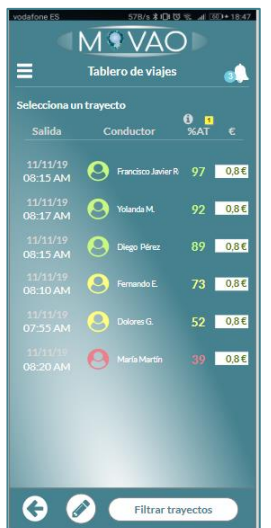 vodafone ES 578/s 18:47
MOVAO
Tablero de viajes
3
Selecciona un trayecto
1
Salida Conductor %AT €
11/11/19
08:15 AM Francisco Javier R 97 0,8€
11/11/19
08:17 AM Yolanda M. 92 0,8€
11/11/19
08:15 AM Diego Pérez 89 0,8€
11/11/19
08:10 AM Fernando E. 73 0,8€
11/11/19
07:55 AM Dolores G. 52 0,8€
11/11/19
08:20 AM María Martín 39 0,8€
Filtrar trayectos